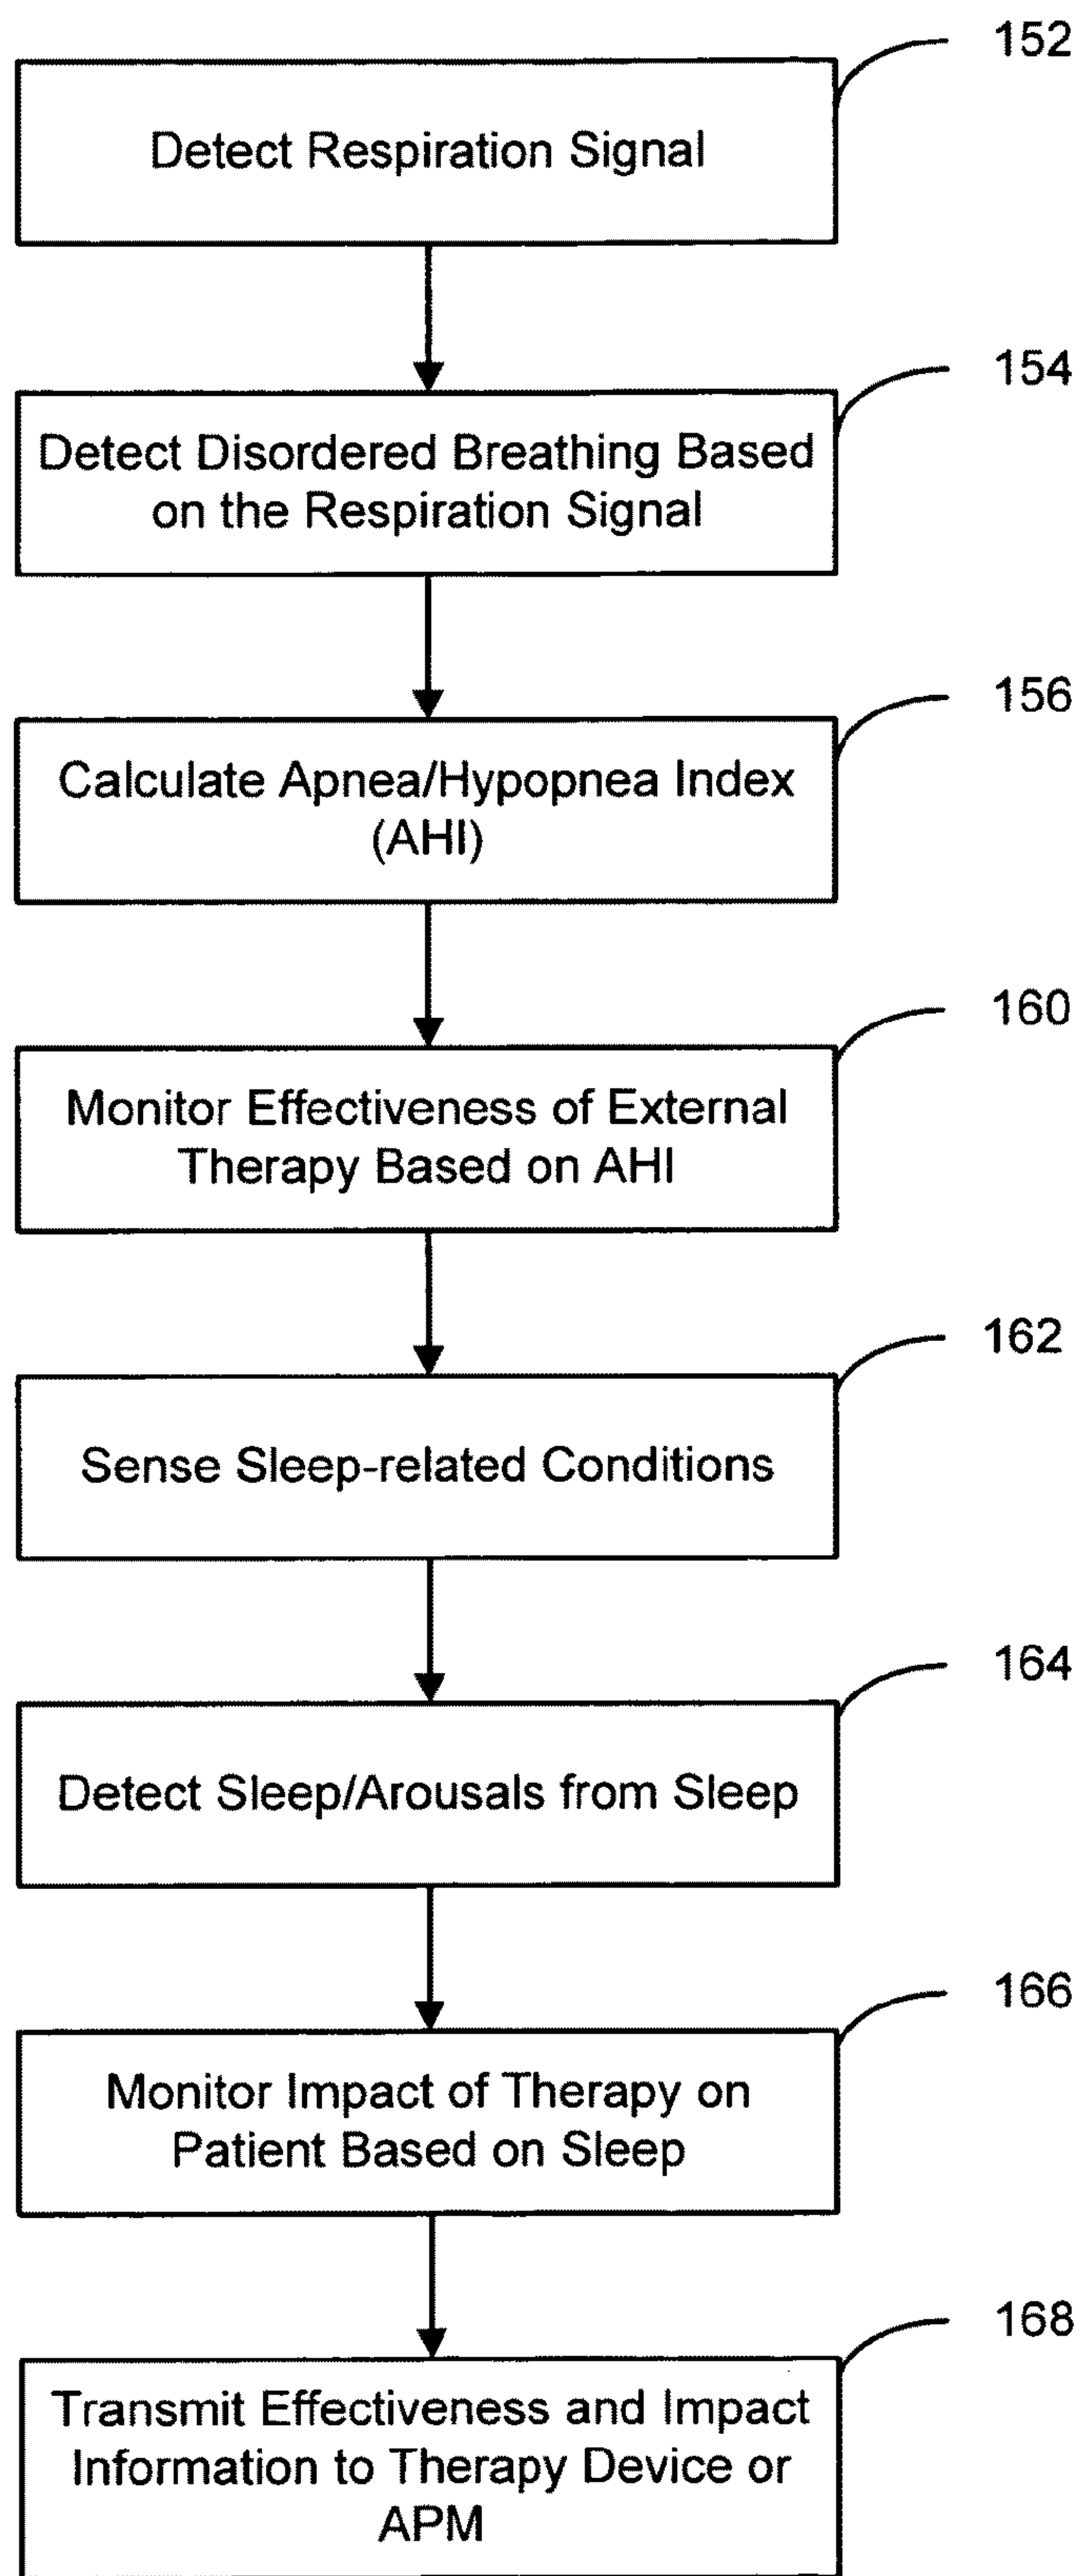 152
Detect Respiration Signal
154
Detect Disordered Breathing Based
on the Respiration Signal
156
Calculate Apnea/Hypopnea Index
(AHI)
160
Monitor Effectiveness of External
Therapy Based on AHI
162
Sense Sleep-related Conditions
164
Detect Sleep/Arousals from Sleep
166
Monitor Impact of Therapy on
Patient Based on Sleep
168
Transmit Effectiveness and Impact
Information to Therapy Device or
APM